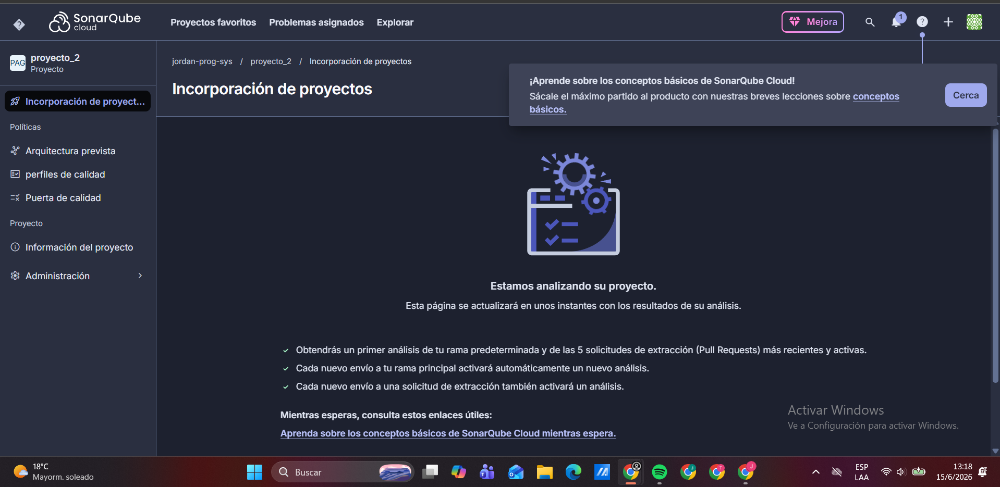 SonarQube
cloud
Proyectos favoritos
Problemas asignados
Explorar
Mejora
1
PAG
proyecto_2
Proyecto
Incorporación de proyect...
Políticas
Arquitectura prevista
perfiles de calidad
Puerta de calidad
Proyecto
Información del proyecto
Administración
jordan-prog-sys / proyecto_2 / Incorporación de proyectos
Incorporación de proyectos
¡Aprende sobre los conceptos básicos de SonarQube Cloud!
Sácale el máximo partido al producto con nuestras breves lecciones sobre conceptos
básicos.
Cerca
Estamos analizando su proyecto.
Esta página se actualizará en unos instantes con los resultados de su análisis.
Obtendrás un primer análisis de tu rama predeterminada y de las 5 solicitudes de extracción (Pull Requests) más recientes y activas.
Cada nuevo envío a tu rama principal activará automáticamente un nuevo análisis.
Cada nuevo envío a una solicitud de extracción también activará un análisis.
Mientras esperas, consulta estos enlaces útiles:
Aprenda sobre los conceptos básicos de SonarQube Cloud mientras espera.
Activar Windows
Ve a Configuración para activar Windows.
18°C
Mayorm. soleado
Buscar
ESP
LAA
13:18
15/6/2026